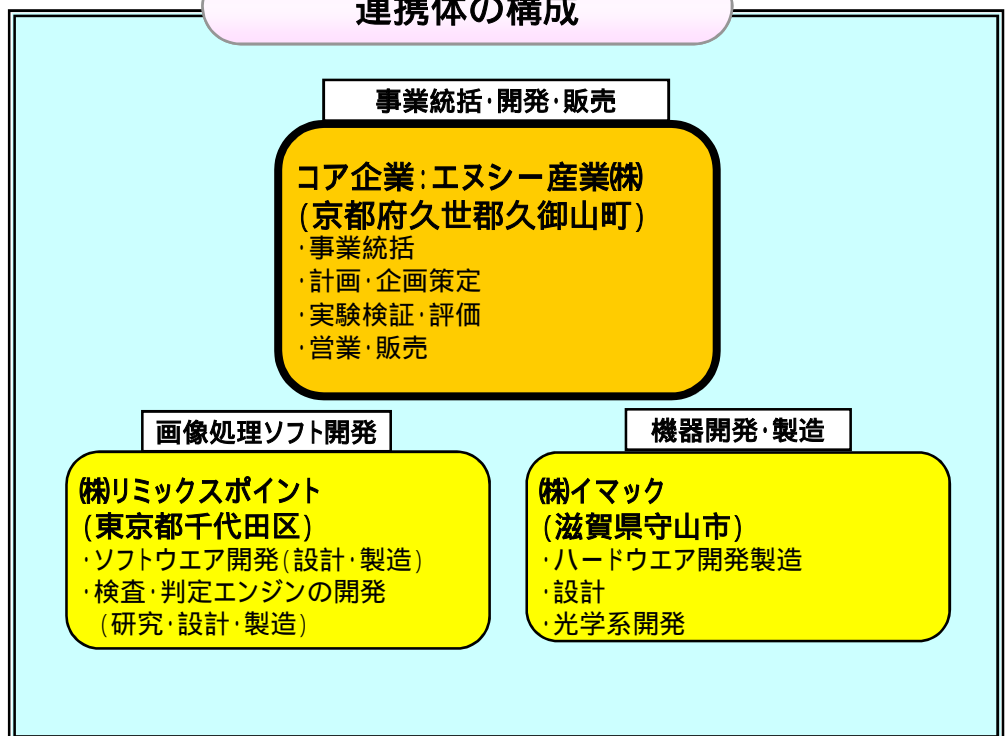 連携体の構成
事業統括・開発・販売
コア企業：エヌシー産業㈱
（京都府久世郡久御山町）
・事業統括
・計画・企画策定
・実験検証・評価
・営業・販売
画像処理ソフト開発
㈱リミックスポイント
（東京都千代田区）
・ソフトウエア開発（設計・製造）
・検査・判定エンジンの開発
（研究・設計・製造）
機器開発・製造
㈱イマック
（滋賀県守山市）
・ハードウエア開発製造
・設計
・光学系開発